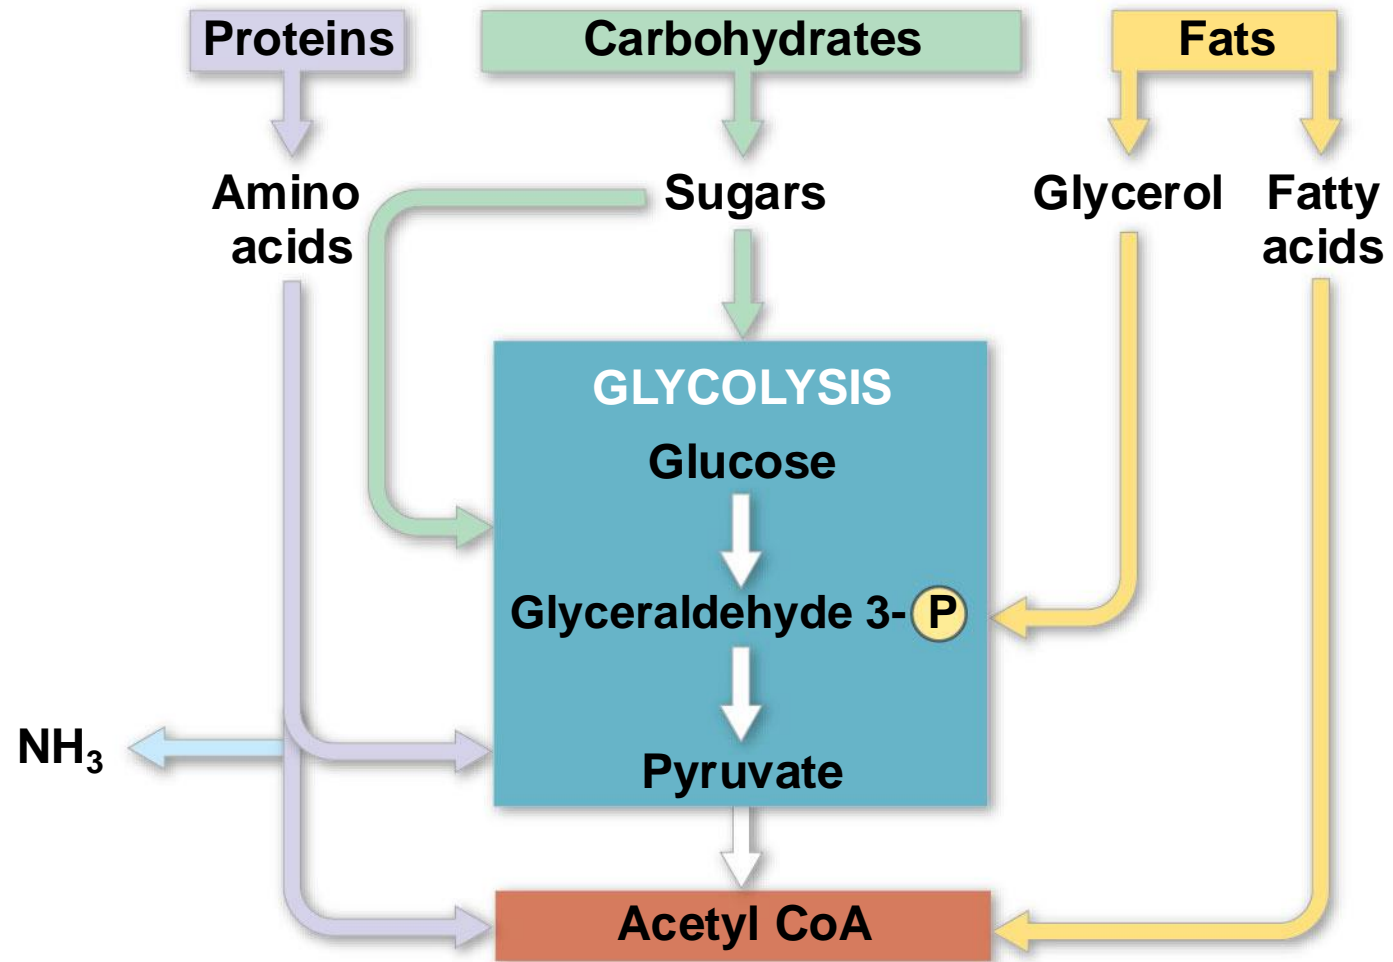 Proteins
Carbohydrates
Fats
Amino
acids
Sugars
Glycerol
Fatty
acids
GLYCOLYSIS
Glucose
Glyceraldehyde 3- P
NH₃
Pyruvate
Acetyl CoA